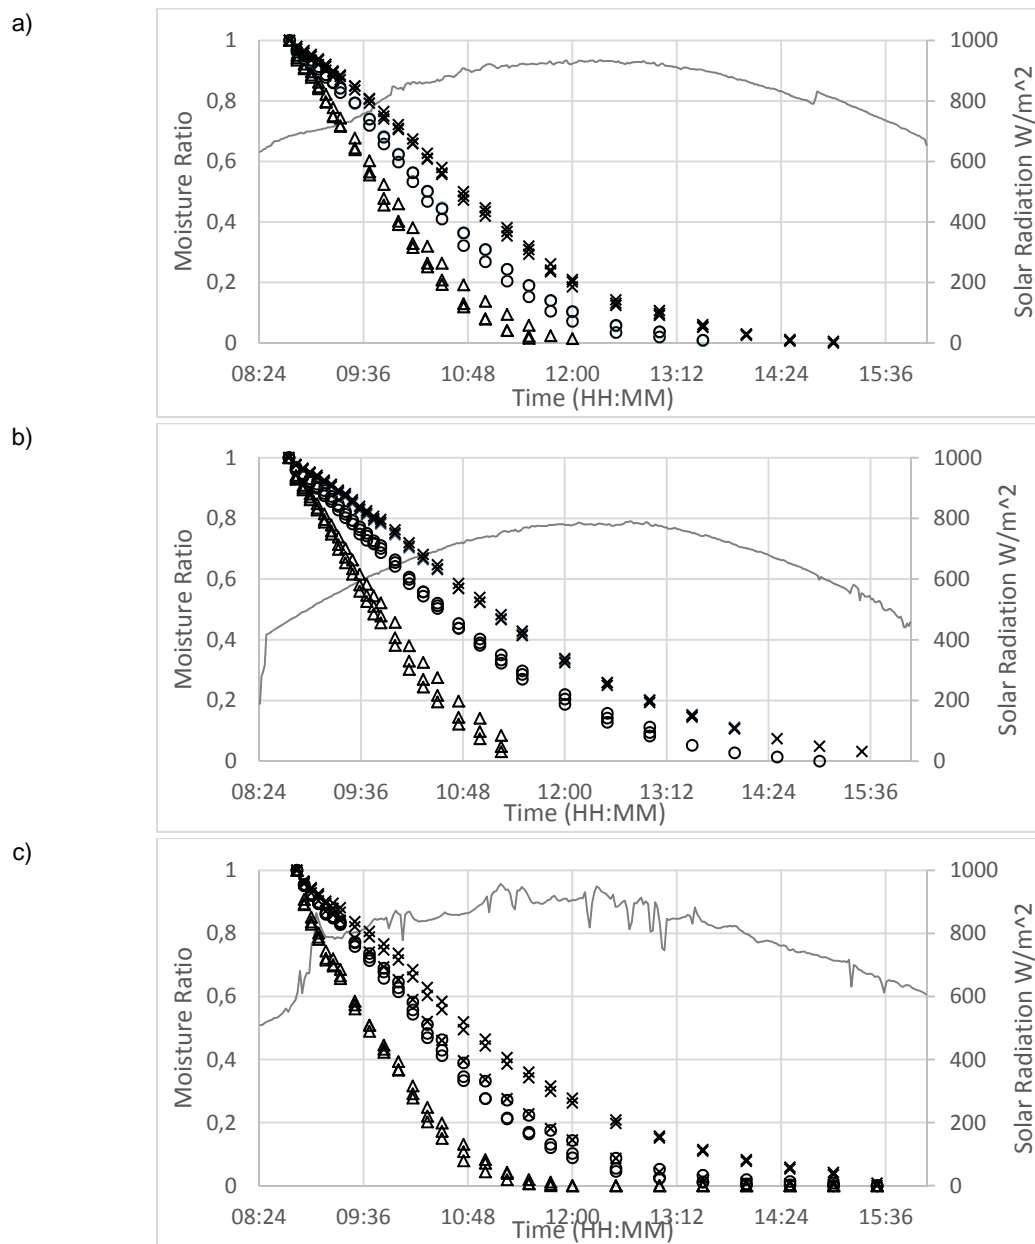 a)
1 1000
0,8 800
0,6 600
0,4 400
0,2 200
0 0
08:24 09:36 10:48 12:00 13:12 14:24 15:36
Time (HH:MM)
Moisture Ratio
Solar Radiation W/m^2
b)
1 1000
0,8 800
0,6 600
0,4 400
0,2 200
0 0
08:24 09:36 10:48 12:00 13:12 14:24 15:36
Time (HH:MM)
Moisture Ratio
Solar Radiation W/m^2
c)
1 1000
0,8 800
0,6 600
0,4 400
0,2 200
0 0
08:24 09:36 10:48 12:00 13:12 14:24 15:36
Time (HH:MM)
Moisture Ratio
Solar Radiation W/m^2